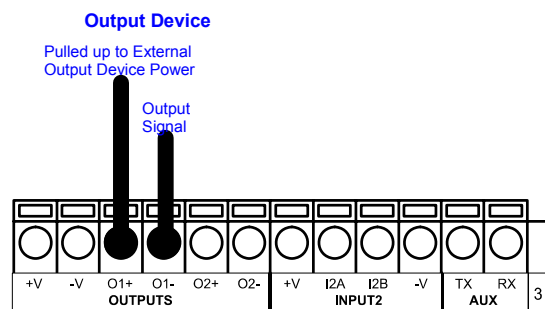 Output Device
Pulled up to External
Output Device Power
Output
Signal
+V -V O1+ O1- O2+ O2- +V I2A I2B -V TX RX
OUTPUTS INPUT2 AUX 3